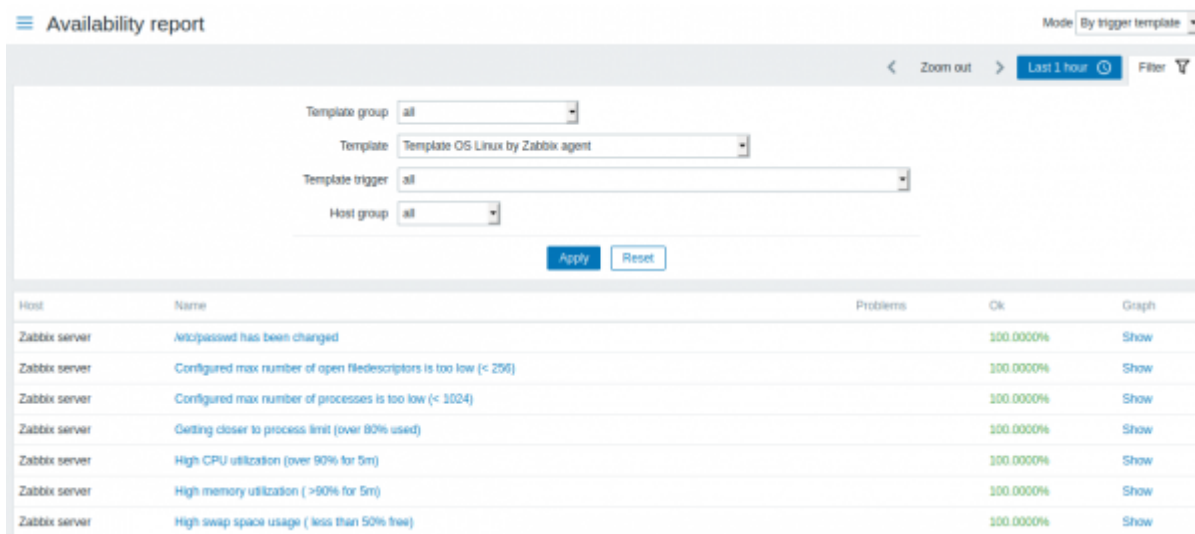 Availability report
Mode By trigger template
Zoom out Last 1 hour Filter
Template group all
Template Template OS Linux by Zabbix agent
Template trigger all
Host group all
Apply Reset
Host Name Problems Ok Graph
Zabbix server /etc/passwd has been changed 100.0000% Show
Zabbix server Configured max number of open filedescriptors is too low (< 256) 100.0000% Show
Zabbix server Configured max number of processes is too low (< 1024) 100.0000% Show
Zabbix server Getting closer to process limit (over 80% used) 100.0000% Show
Zabbix server High CPU utilization (over 90% for 5m) 100.0000% Show
Zabbix server High memory utilization ( >90% for 5m) 100.0000% Show
Zabbix server High swap space usage ( less than 50% free) 100.0000% Show